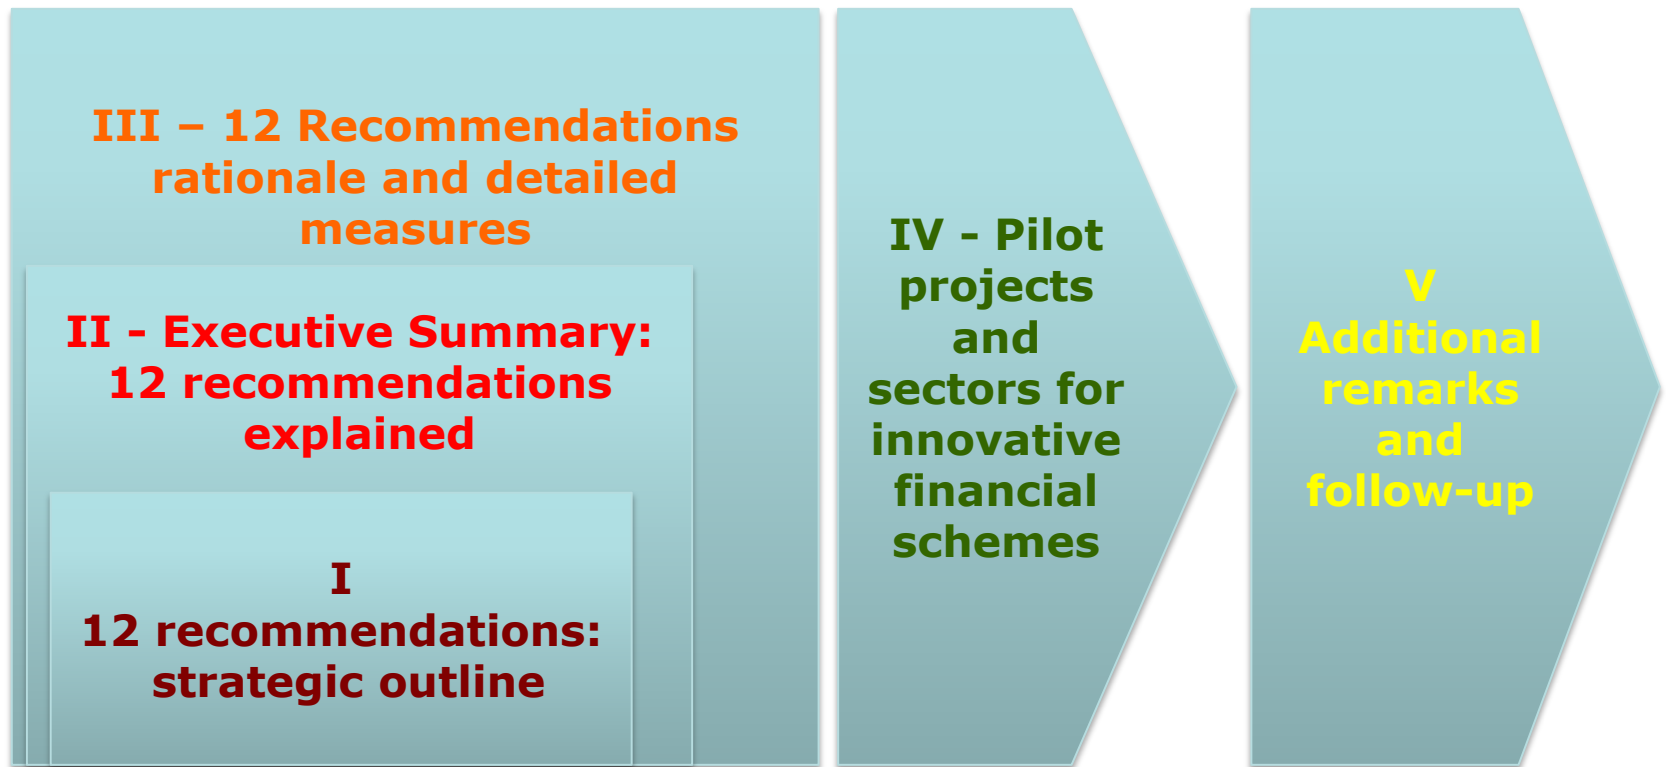 III – 12 Recommendations
rationale and detailed
measures
II - Executive Summary:
12 recommendations
explained
I
12 recommendations:
strategic outline
IV - Pilot
projects
and
sectors for
innovative
financial
schemes
V
Additional
remarks
and
follow-up